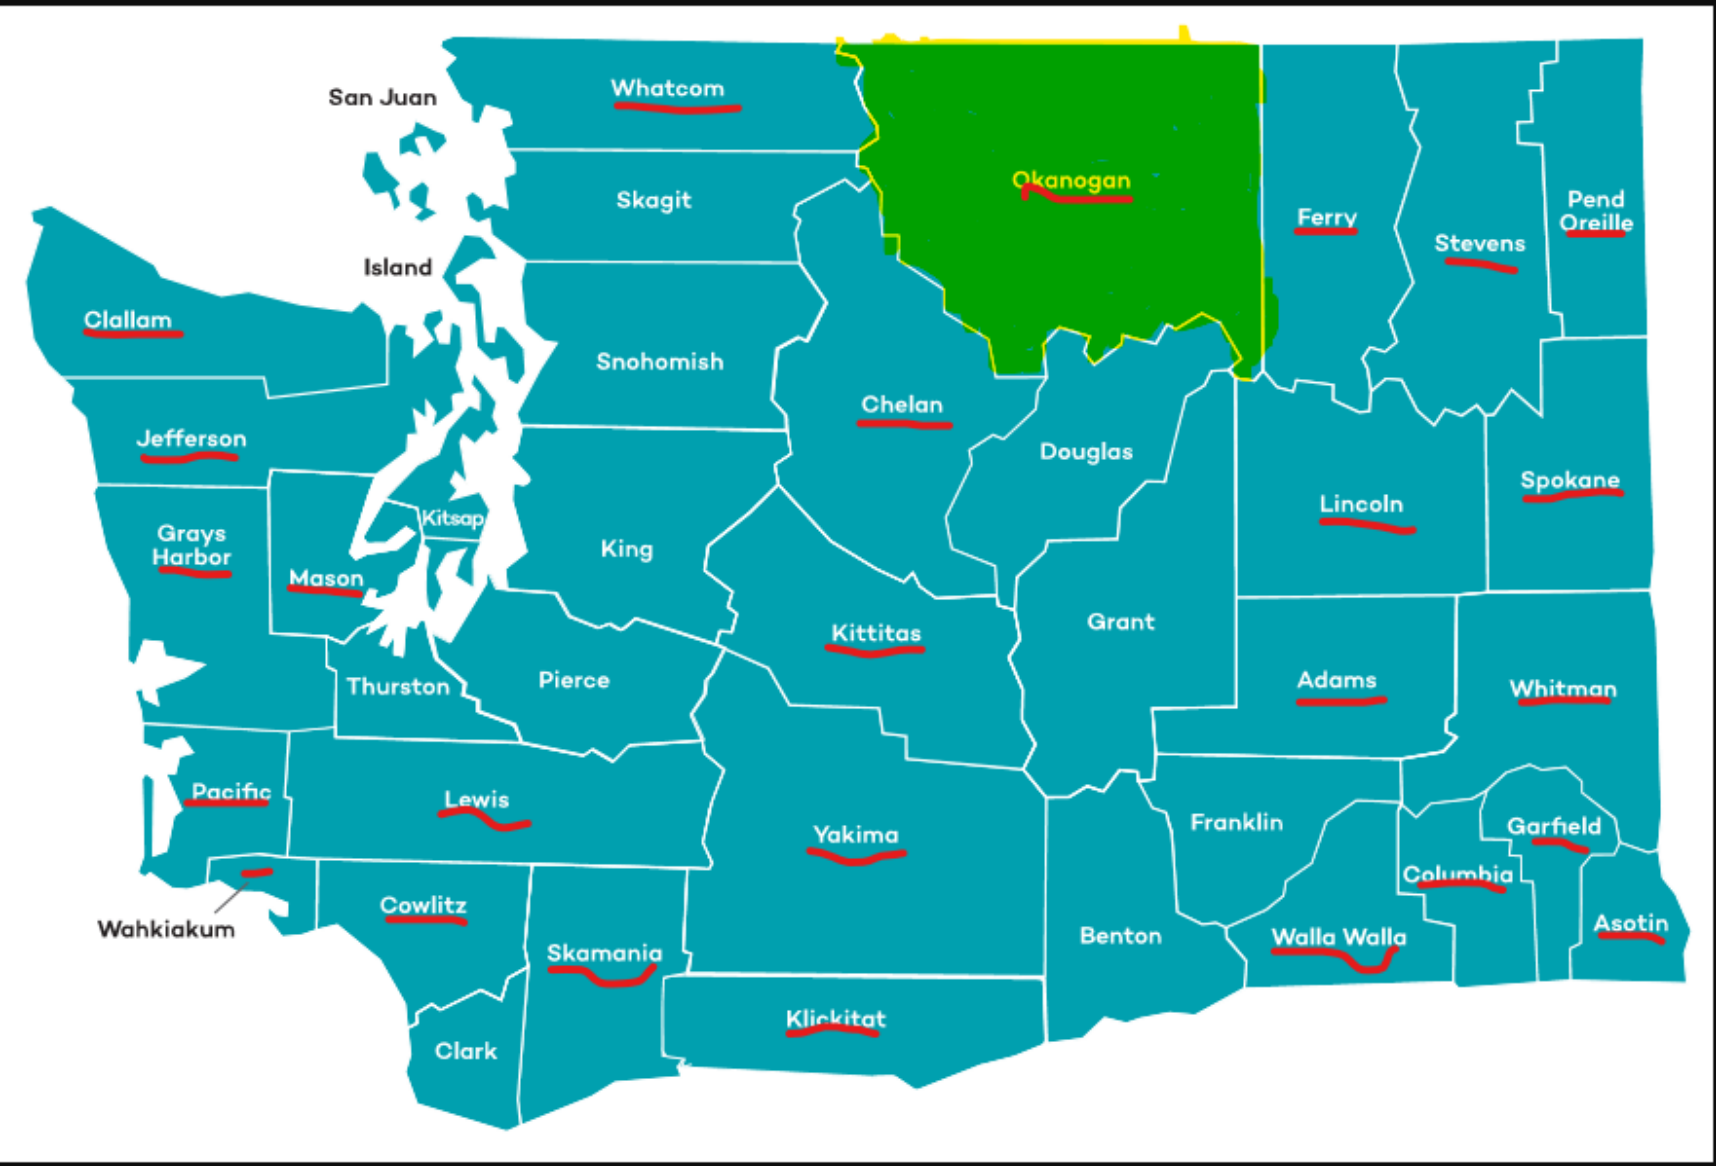 San Juan
Whatcom
Skagit
Island
Okanogan
Ferry
Stevens
Pend
Oreille
Clallam
Snohomish
Chelan
Douglas
Jefferson
Lincoln
Spokane
Grays
Harbor
Kitsap
King
Mason
Kittitas
Grant
Thurston
Pierce
Adams
Whitman
Pacific
Lewis
Yakima
Franklin
Garfield
Columbia
Wahkiakum
Cowlitz
Skamania
Benton
Walla Walla
Asotin
Klickitat
Clark